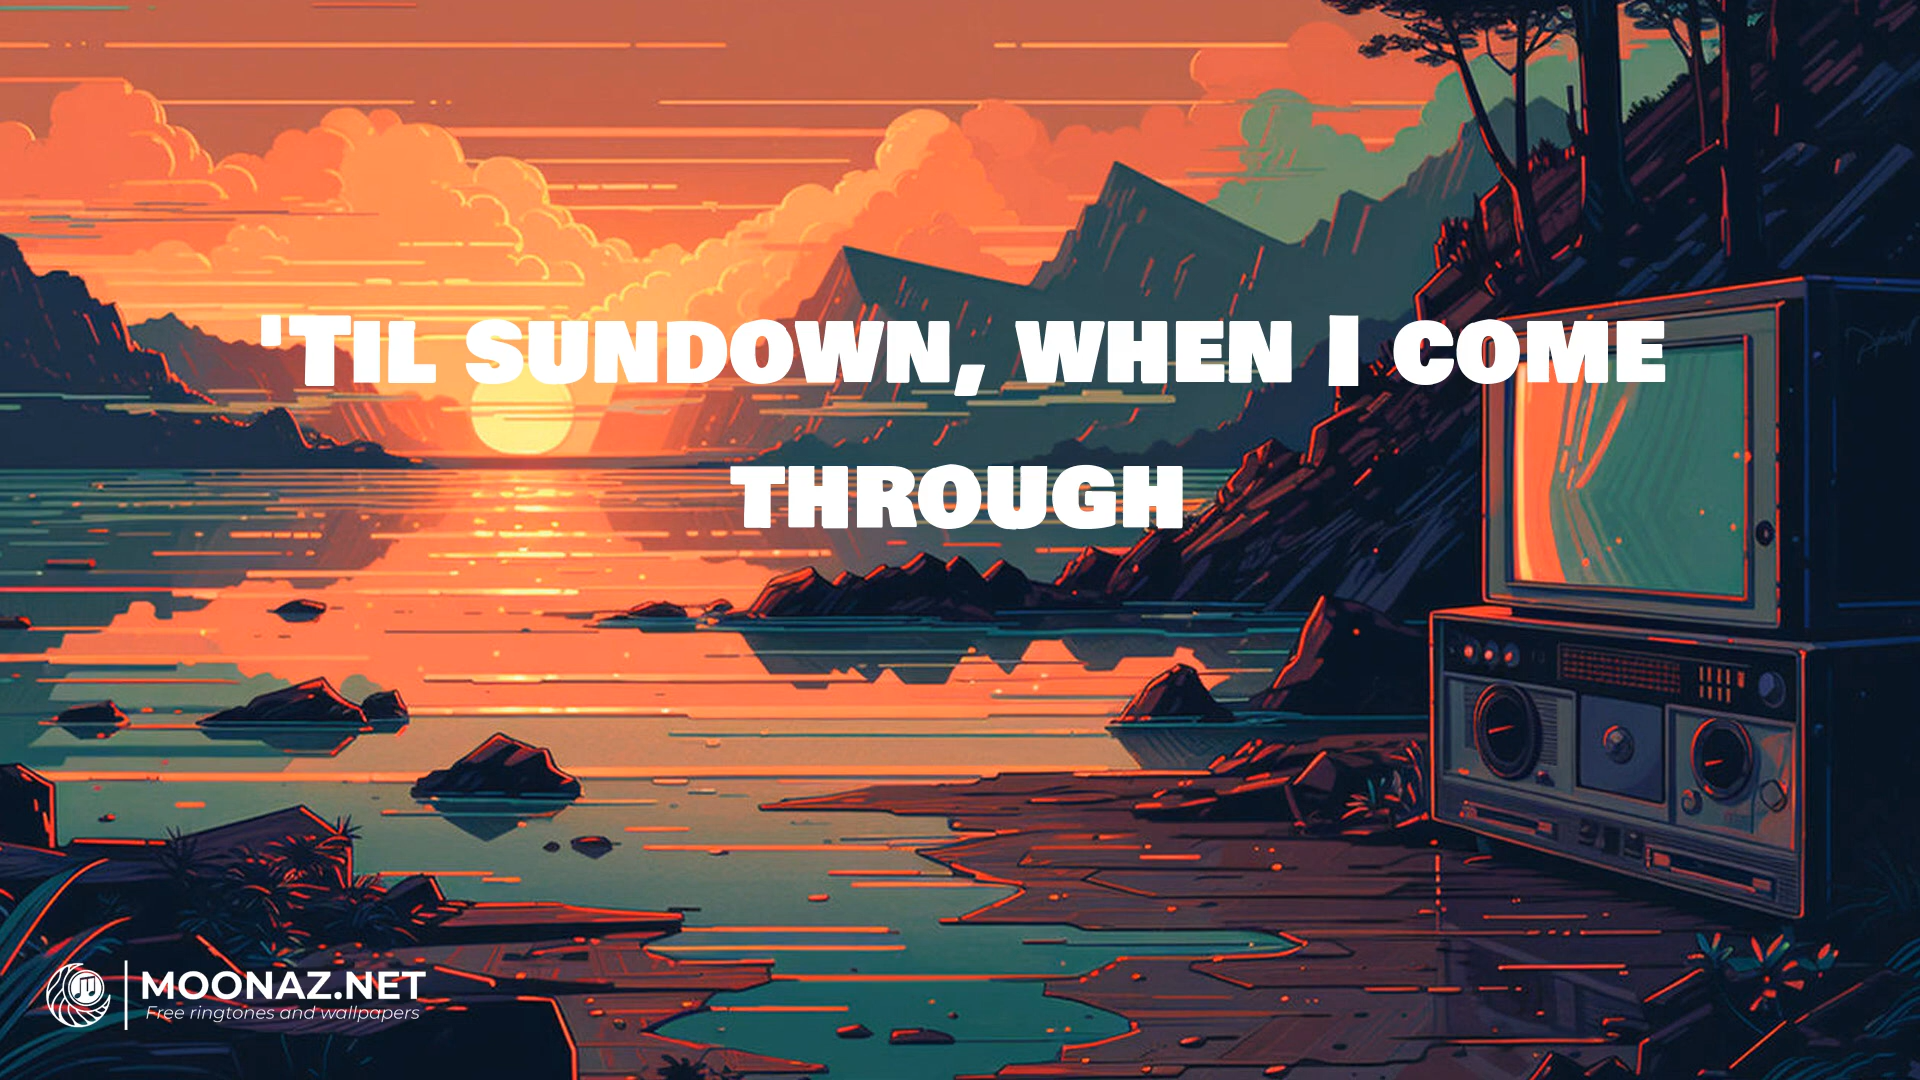 'Til sundown, when I come
through
MOONAZ.NET
Free ringtones and wallpapers